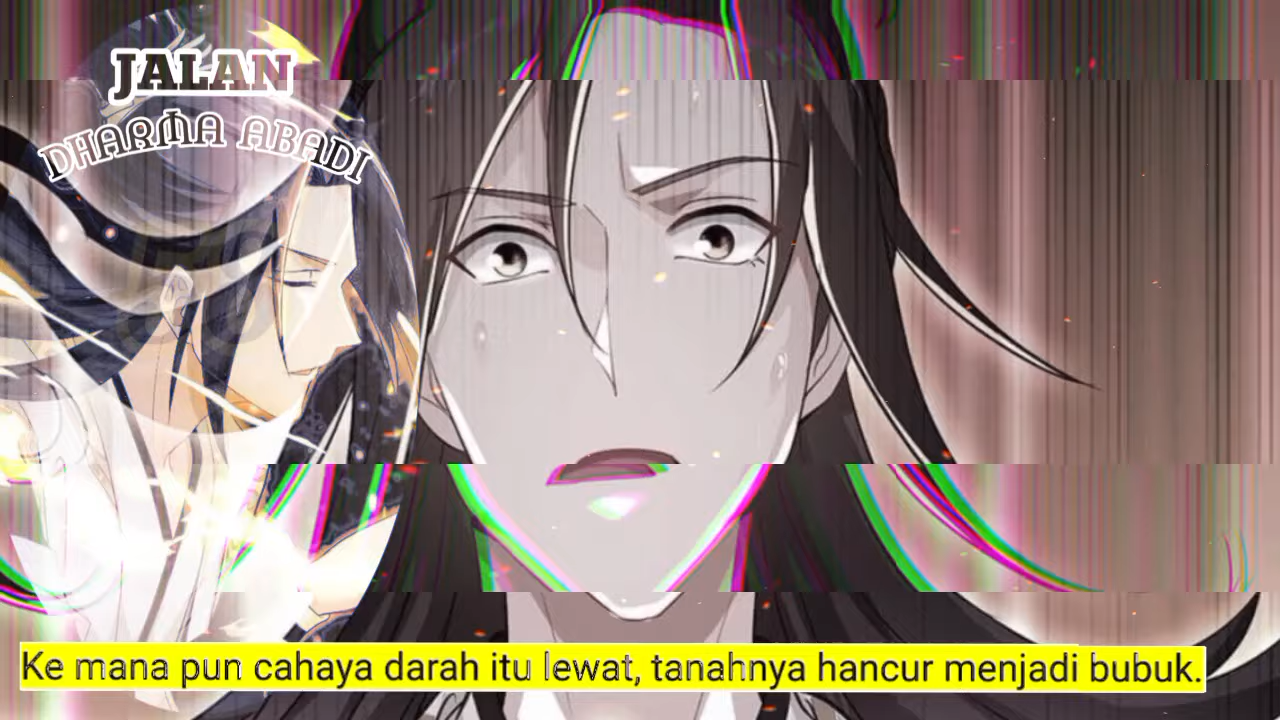 JALAN
DHARMA ABADI
Ke mana pun cahaya darah itu lewat, tanahnya hancur menjadi bubuk.